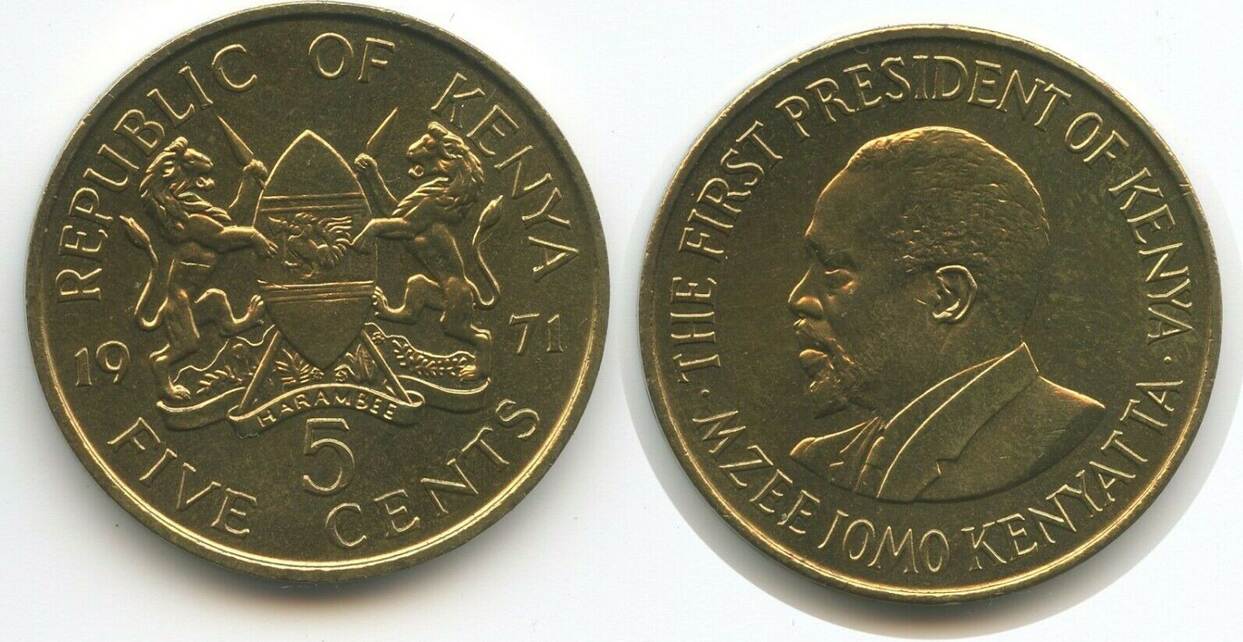 REPUBLIC OF KENYA
19 71
HARAMBEE
5
FIVE CENTS
· THE FIRST PRESIDENT OF KENYA ·
MZEE JOMO KENYATTA